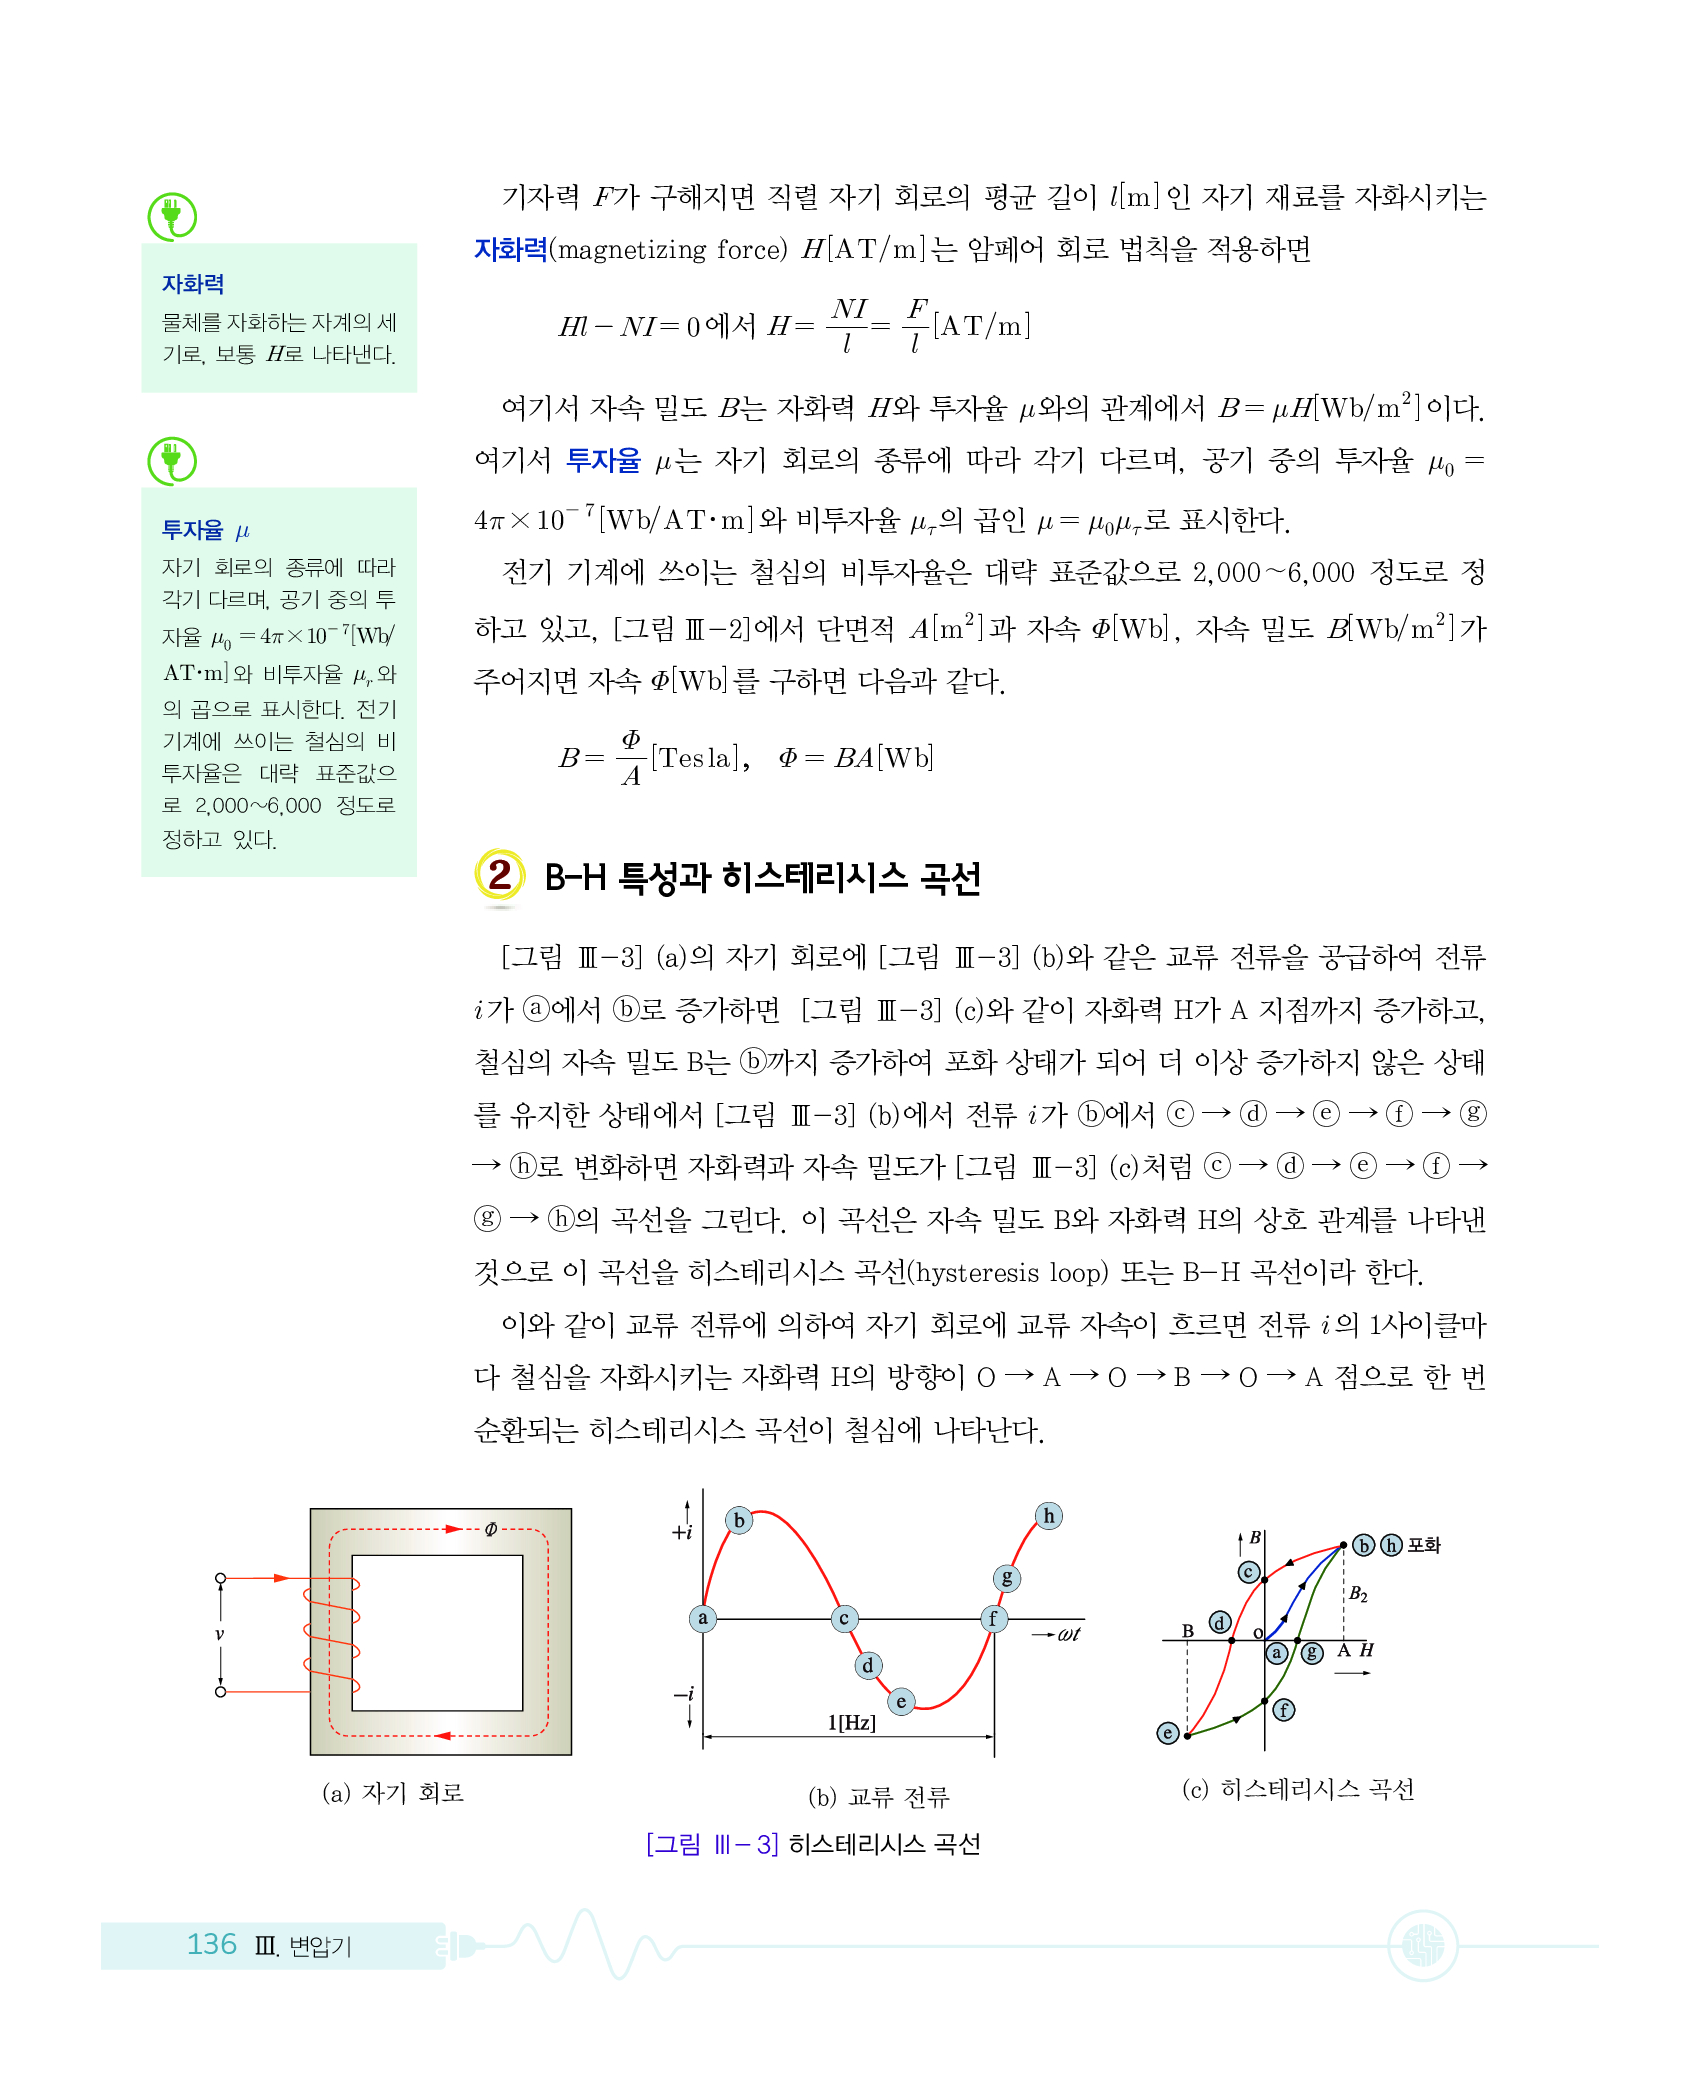 자화력
물체를 자화하는 자계의 세
기로, 보통 H로 나타낸다.
투자율 μ
자기 회로의 종류에 따라
각기 다르며, 공기 중의 투
자율 μ₀ = 4π×10⁻⁷[Wb/
AT·m]와 비투자율 μᵣ와
의 곱으로 표시한다. 전기
기계에 쓰이는 철심의 비
투자율은 대략 표준값으
로 2,000~6,000 정도로
정하고 있다.
기자력 F가 구해지면 직렬 자기 회로의 평균 길이 l[m]인 자기 재료를 자화시키는
자화력(magnetizing force) H[AT/m]는 암페어 회로 법칙을 적용하면
Hl − NI = 0에서 H = NI/l = F/l [AT/m]
여기서 자속 밀도 B는 자화력 H와 투자율 μ와의 관계에서 B = μH[Wb/m²]이다.
여기서 투자율 μ는 자기 회로의 종류에 따라 각기 다르며, 공기 중의 투자율 μ₀ =
4π×10⁻⁷[Wb/AT·m]와 비투자율 μτ의 곱인 μ = μ₀μτ로 표시한다.
전기 기계에 쓰이는 철심의 비투자율은 대략 표준값으로 2,000~6,000 정도로 정
하고 있고, [그림 Ⅲ-2]에서 단면적 A[m²]과 자속 Φ[Wb], 자속 밀도 B[Wb/m²]가
주어지면 자속 Φ[Wb]를 구하면 다음과 같다.
B = Φ/A [Tesla], Φ = BA[Wb]
2 B-H 특성과 히스테리시스 곡선
[그림 Ⅲ-3] (a)의 자기 회로에 [그림 Ⅲ-3] (b)와 같은 교류 전류을 공급하여 전류
i가 ⓐ에서 ⓑ로 증가하면 [그림 Ⅲ-3] (c)와 같이 자화력 H가 A 지점까지 증가하고,
철심의 자속 밀도 B는 ⓑ까지 증가하여 포화 상태가 되어 더 이상 증가하지 않은 상태
를 유지한 상태에서 [그림 Ⅲ-3] (b)에서 전류 i가 ⓑ에서 ⓒ → ⓓ → ⓔ → ⓕ → ⓖ
→ ⓗ로 변화하면 자화력과 자속 밀도가 [그림 Ⅲ-3] (c)처럼 ⓒ → ⓓ → ⓔ → ⓕ →
ⓖ → ⓗ의 곡선을 그린다. 이 곡선은 자속 밀도 B와 자화력 H의 상호 관계를 나타낸
것으로 이 곡선을 히스테리시스 곡선(hysteresis loop) 또는 B-H 곡선이라 한다.
이와 같이 교류 전류에 의하여 자기 회로에 교류 자속이 흐르면 전류 i의 1사이클마
다 철심을 자화시키는 자화력 H의 방향이 O → A → O → B → O → A 점으로 한 번
순환되는 히스테리시스 곡선이 철심에 나타난다.
Φ
v
(a) 자기 회로
+i
−i
a
b
c
d
e
f
g
h
→ωt
1[Hz]
(b) 교류 전류
B
b h 포화
c
B₂
d
B
o
a
g
A H
f
e
(c) 히스테리시스 곡선
[그림 Ⅲ-3] 히스테리시스 곡선
136 Ⅲ. 변압기